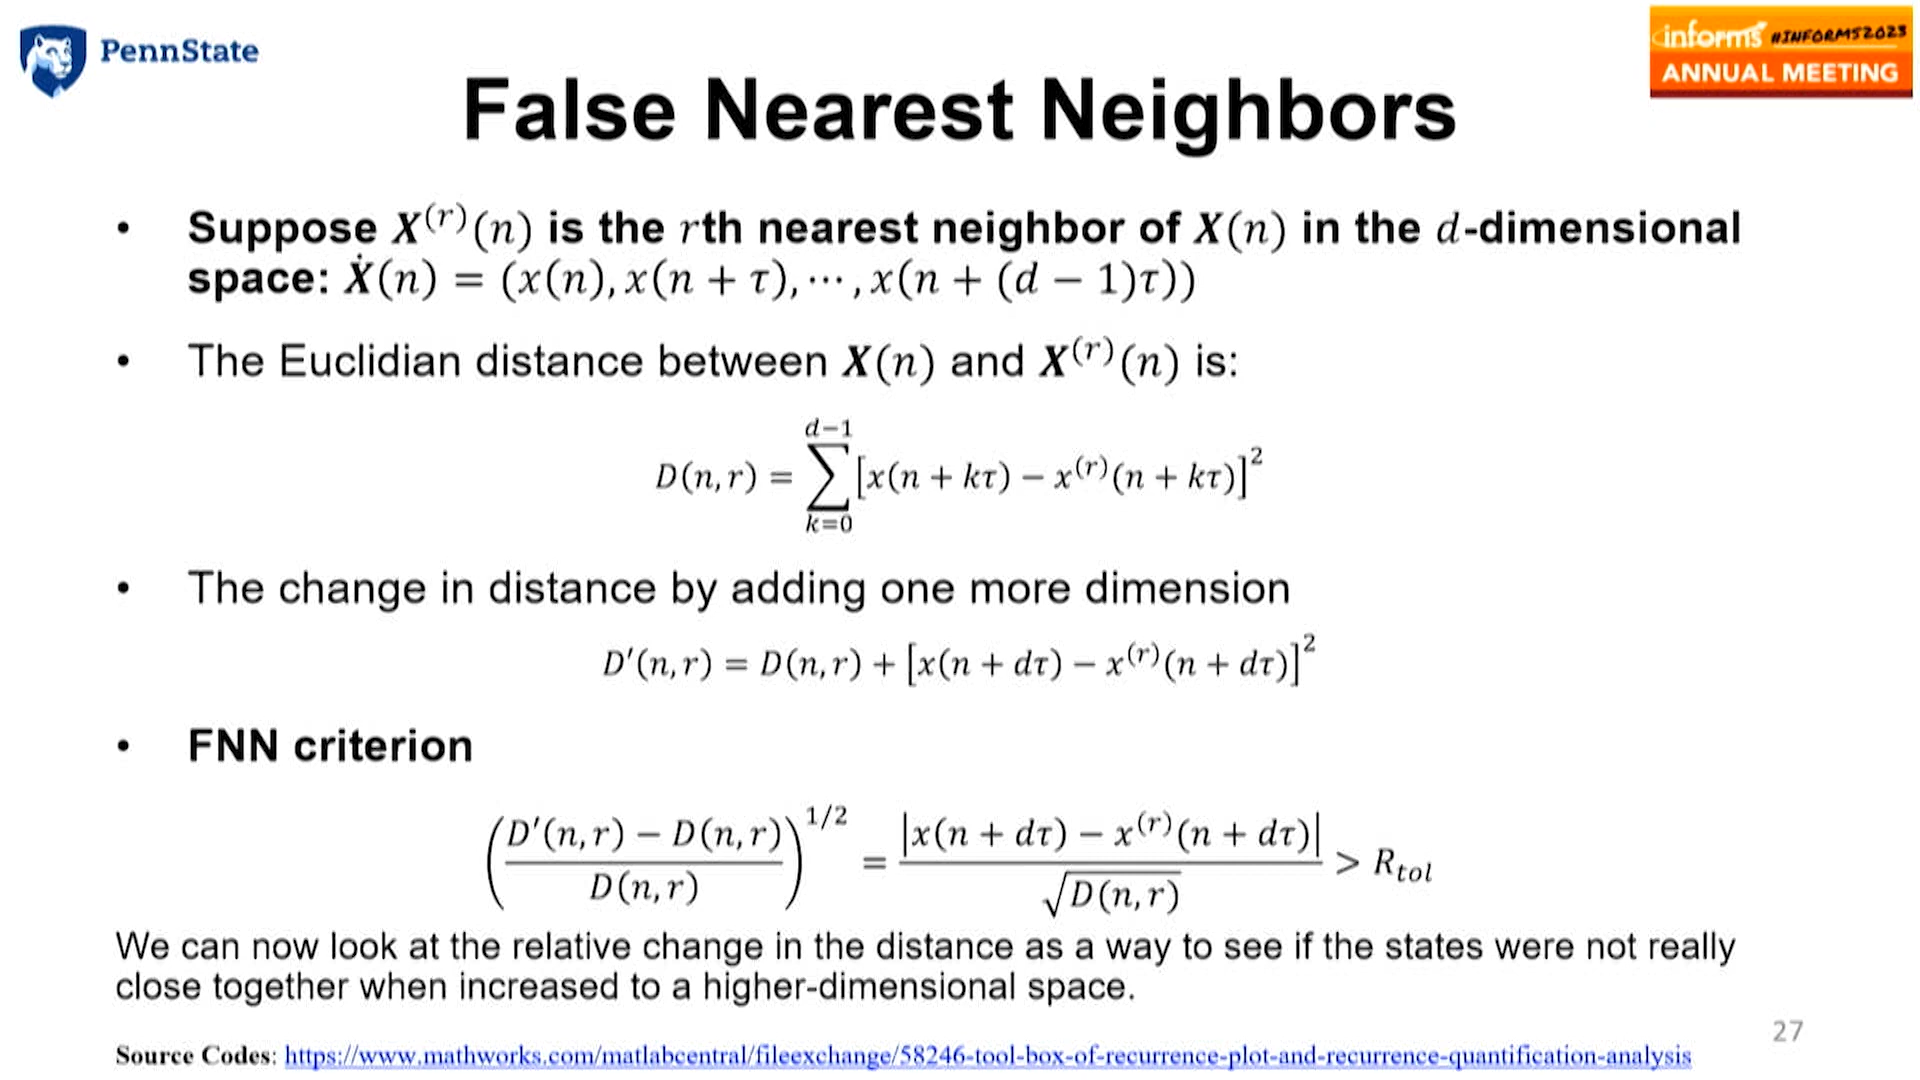 PennState
informs #INFORMS2023
ANNUAL MEETING
False Nearest Neighbors
• Suppose X^(r)(n) is the rth nearest neighbor of X(n) in the d-dimensional
space: Ẋ(n) = (x(n), x(n + τ), ⋯ , x(n + (d − 1)τ))
• The Euclidian distance between X(n) and X^(r)(n) is:
D(n, r) = ∑_{k=0}^{d−1} [x(n + kτ) − x^(r)(n + kτ)]^2
• The change in distance by adding one more dimension
D′(n, r) = D(n, r) + [x(n + dτ) − x^(r)(n + dτ)]^2
• FNN criterion
((D′(n, r) − D(n, r)) / D(n, r))^{1/2} = |x(n + dτ) − x^(r)(n + dτ)| / √D(n, r) > R_tol
We can now look at the relative change in the distance as a way to see if the states were not really
close together when increased to a higher-dimensional space.
27
Source Codes: https://www.mathworks.com/matlabcentral/fileexchange/58246-tool-box-of-recurrence-plot-and-recurrence-quantification-analysis